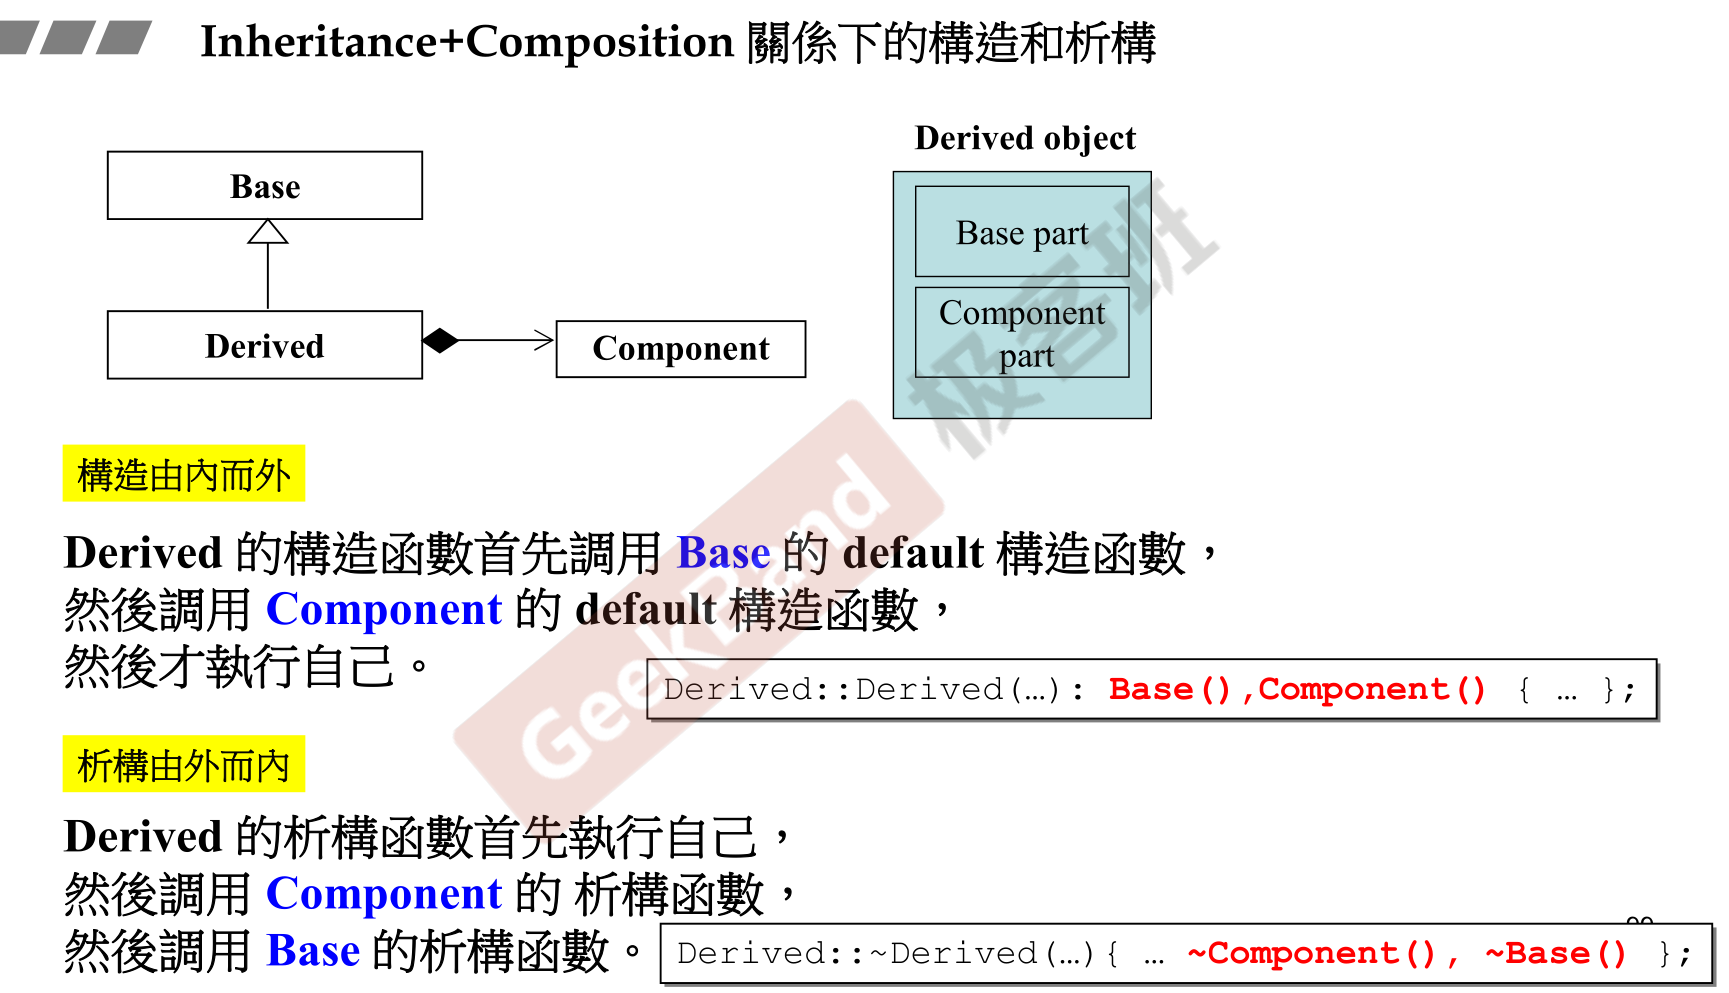 Inheritance+Composition 關係下的構造和析構
Derived object
Base
Base part
Derived
Component
Component
part
極客班
GeekBand
構造由內而外
Derived 的構造函數首先調用 Base 的 default 構造函數，
然後調用 Component 的 default 構造函數，
然後才執行自己。
Derived::Derived(…): Base(),Component() { … };
析構由外而內
Derived 的析構函數首先執行自己，
然後調用 Component 的 析構函數，
然後調用 Base 的析構函數。
Derived::~Derived(…){ … ~Component(), ~Base() };